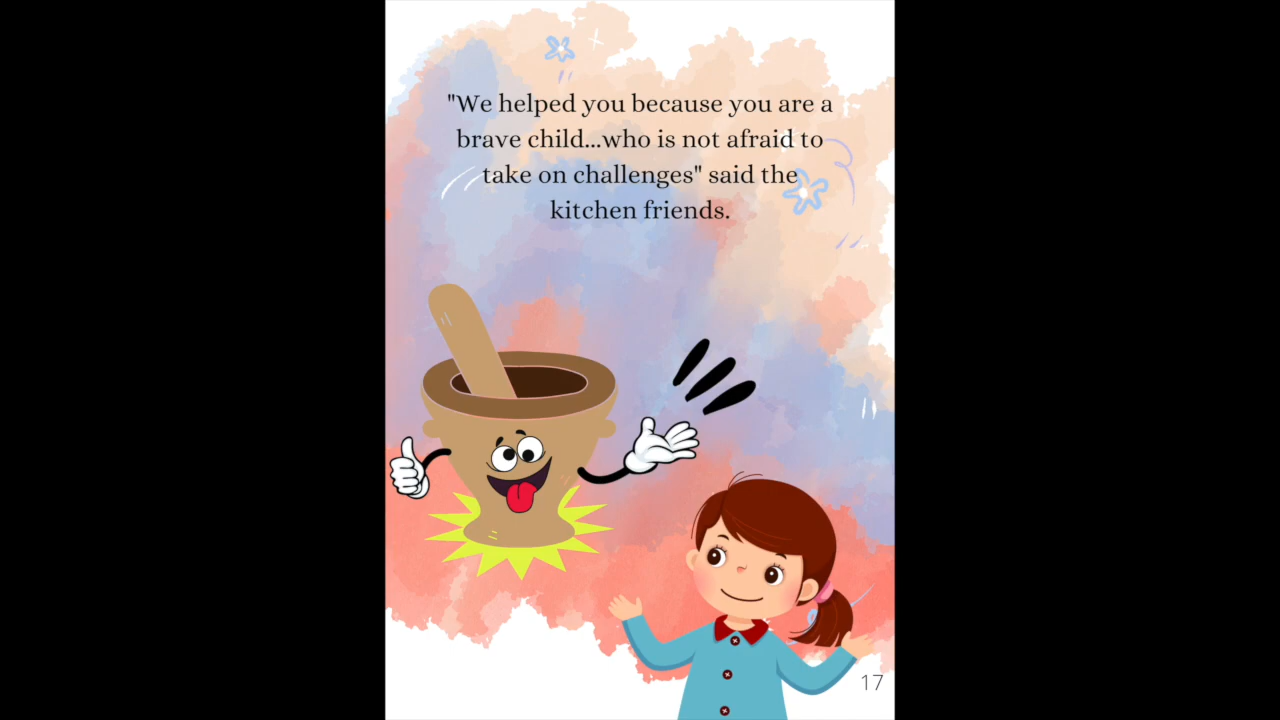 "We helped you because you are a
brave child...who is not afraid to
take on challenges" said the
kitchen friends.
17